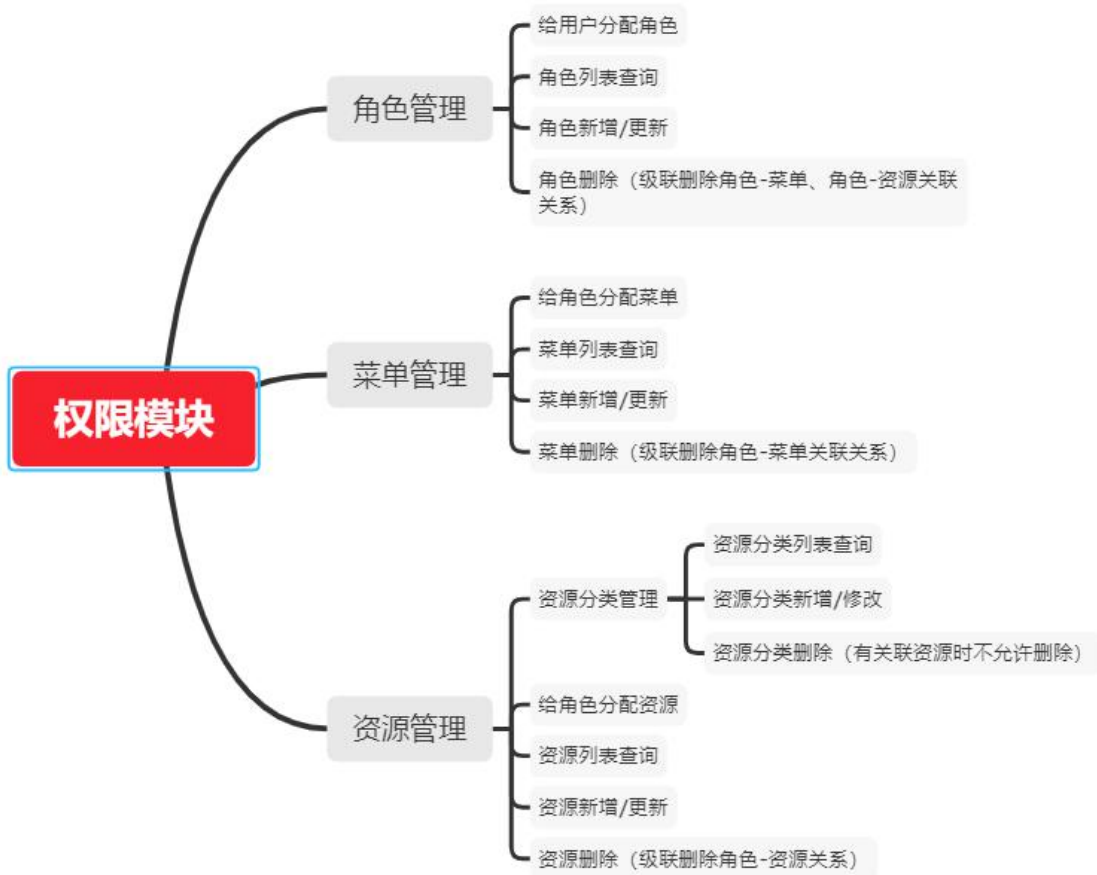 权限模块
角色管理
给用户分配角色
角色列表查询
角色新增/更新
角色删除（级联删除角色-菜单、角色-资源关联
关系）
菜单管理
给角色分配菜单
菜单列表查询
菜单新增/更新
菜单删除（级联删除角色-菜单关联关系）
资源管理
资源分类管理
资源分类列表查询
资源分类新增/修改
资源分类删除（有关联资源时不允许删除）
给角色分配资源
资源列表查询
资源新增/更新
资源删除（级联删除角色-资源关系）